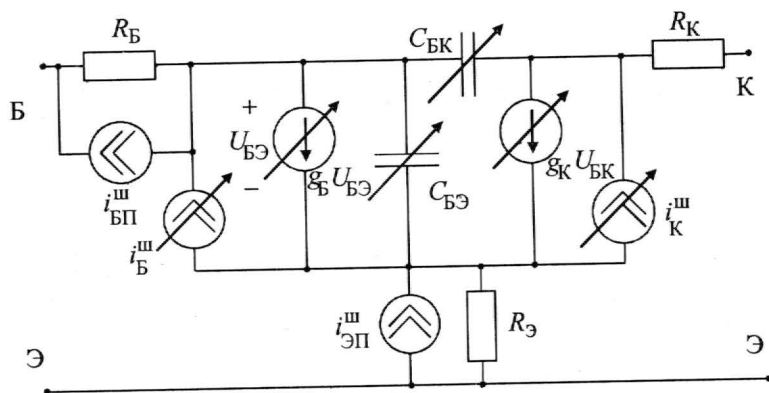 R_Б
C_БК
R_К
Б
+
U_БЭ
−
g_Б U_БЭ
C_БЭ
g_К U_БК
К
i_БП^ш
i_Б^ш
i_К^ш
i_ЭП^ш
R_Э
Э
Э